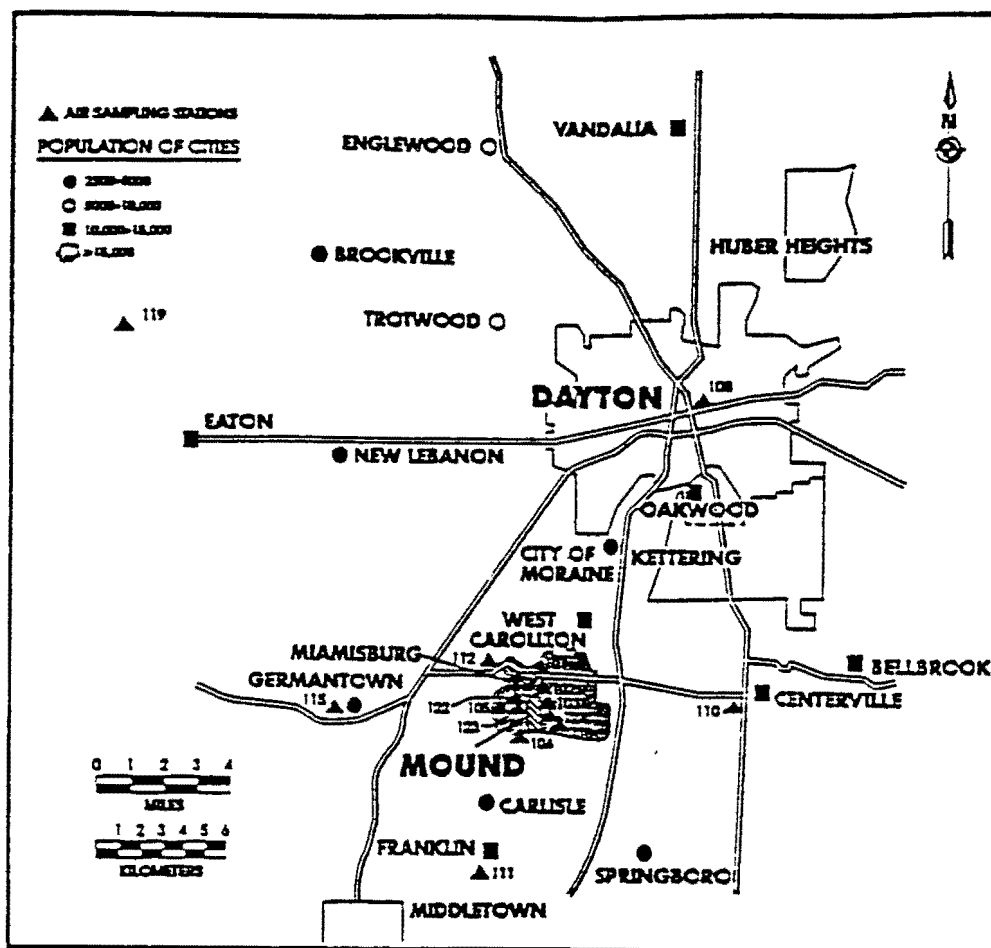 AIR SAMPLING STATIONS
POPULATION OF CITIES
N
ENGLEWOOD
VANDALIA
HUBER HEIGHTS
BROCKVILLE
119
TROTWOOD
DAYTON
108
EATON
NEW LEBANON
OAKWOOD
CITY OF
MORAINE
KETTERING
WEST
CAROLLTON
MIAMISBURG
112
GERMANTOWN
BELLBROOK
CENTERVILLE
115
122
105
103
110
123
104
MOUND
0 1 2 3 4
MILES
CARLISLE
1 2 3 4 5 6
KILOMETERS
FRANKLIN
111
SPRINGBORO
MIDDLETOWN